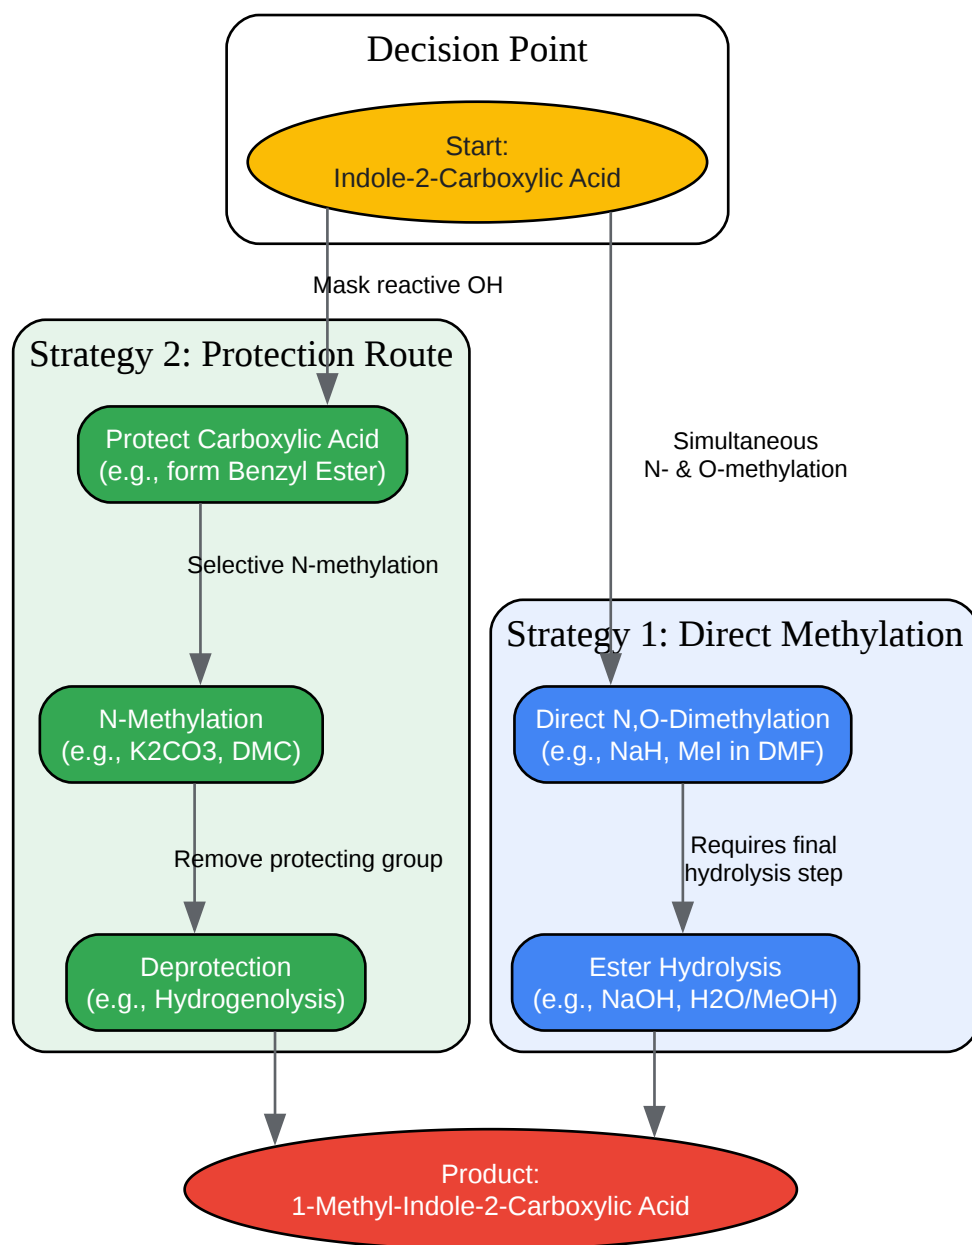 Decision Point
Start:
Indole-2-Carboxylic Acid
Mask reactive OH
Strategy 2: Protection Route
Protect Carboxylic Acid
(e.g., form Benzyl Ester)
Selective N-methylation
N-Methylation
(e.g., K2CO3, DMC)
Remove protecting group
Deprotection
(e.g., Hydrogenolysis)
Simultaneous
N- & O-methylation
Strategy 1: Direct Methylation
Direct N,O-Dimethylation
(e.g., NaH, MeI in DMF)
Requires final
hydrolysis step
Ester Hydrolysis
(e.g., NaOH, H2O/MeOH)
Product:
1-Methyl-Indole-2-Carboxylic Acid